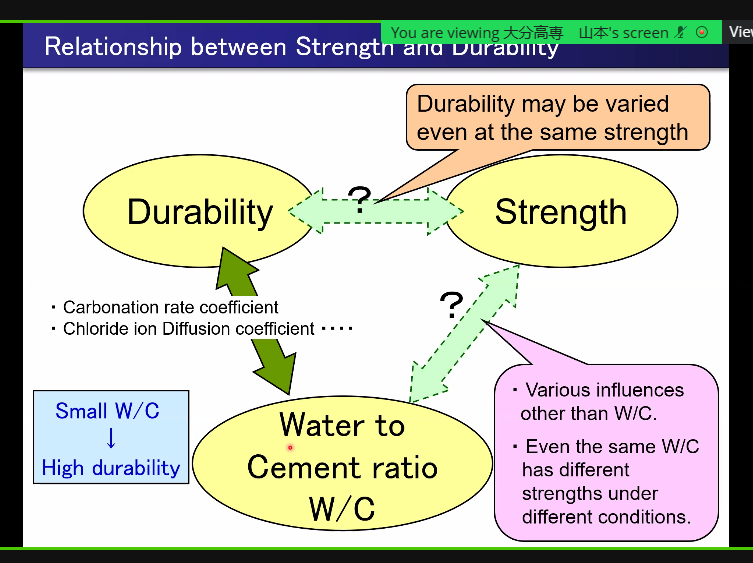 You are viewing 大分高専 山本's screen
View
Relationship between Strength and Durability
Durability may be varied
even at the same strength
?
Durability
Strength
?
・Carbonation rate coefficient
・Chloride ion Diffusion coefficient ････
Small W/C
↓
High durability
Water to
Cement ratio
W/C
・Various influences
other than W/C.
・Even the same W/C
has different
strengths under
different conditions.